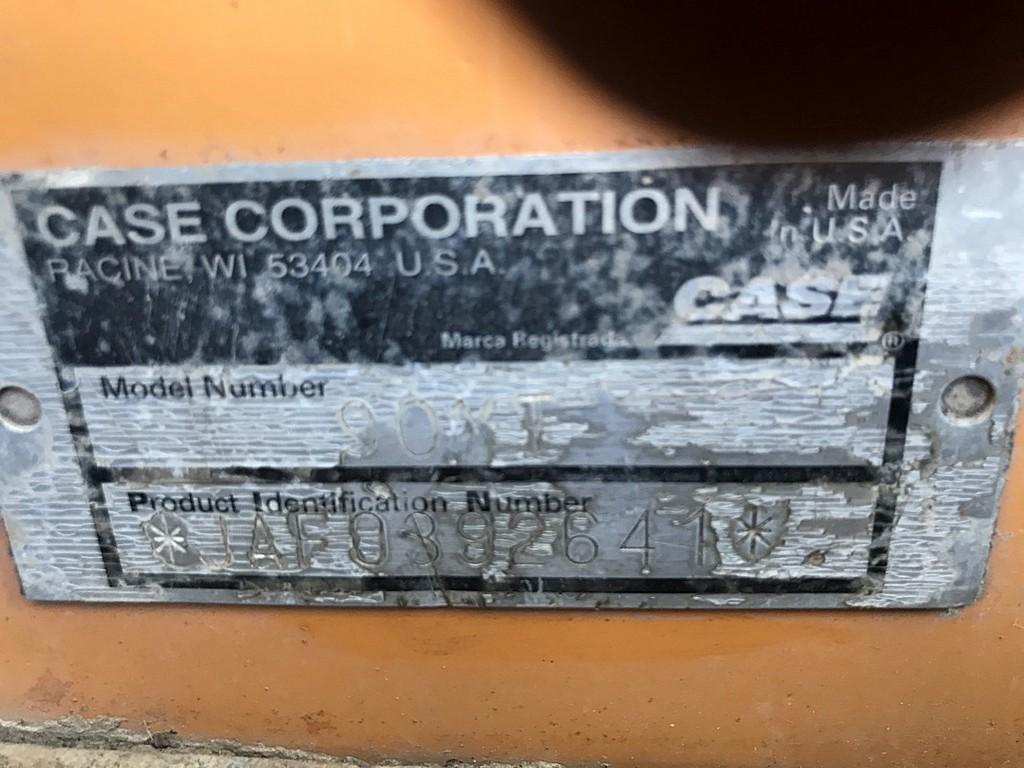 CASE CORPORATION
Made
in U.S.A.
RACINE, WI 53404 U.S.A.
CASE
Marca Registrada
®
Model Number
90XT
Product Identification Number
*JAF0392641*